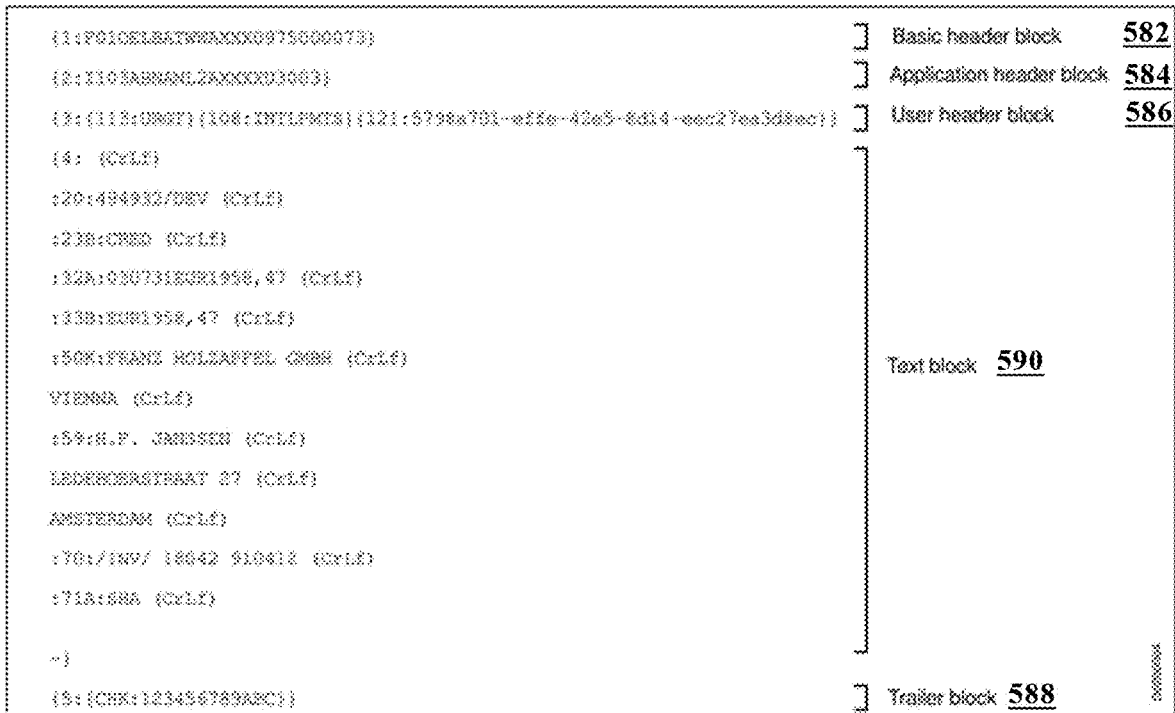 {1:F01OELBATWWAXXX0975000073} Basic header block 582
{2:I103ABNANL2AXXXXU3003} Application header block 584
{3:{113:URGT}{108:INTLPMTS}{121:5798a701-effe-42e5-8d14-eec27ea3d8ec}} User header block 586
{4: (CrLf)
:20:494932/DEV (CrLf)
:23B:CRED (CrLf)
:32A:030731EUR1958,47 (CrLf)
:33B:EUR1958,47 (CrLf)
:50K:FRANZ HOLZAPFEL GMBH (CrLf)
VIENNA (CrLf)
Text block 590
:59:H.F. JANSSEN (CrLf)
LEDEBOERSTRAAT 27 (CrLf)
AMSTERDAM (CrLf)
:70:/INV/ 18042 910412 (CrLf)
:71A:SHA (CrLf)
-}
{5:{CHK:123456789ABC}} Trailer block 588